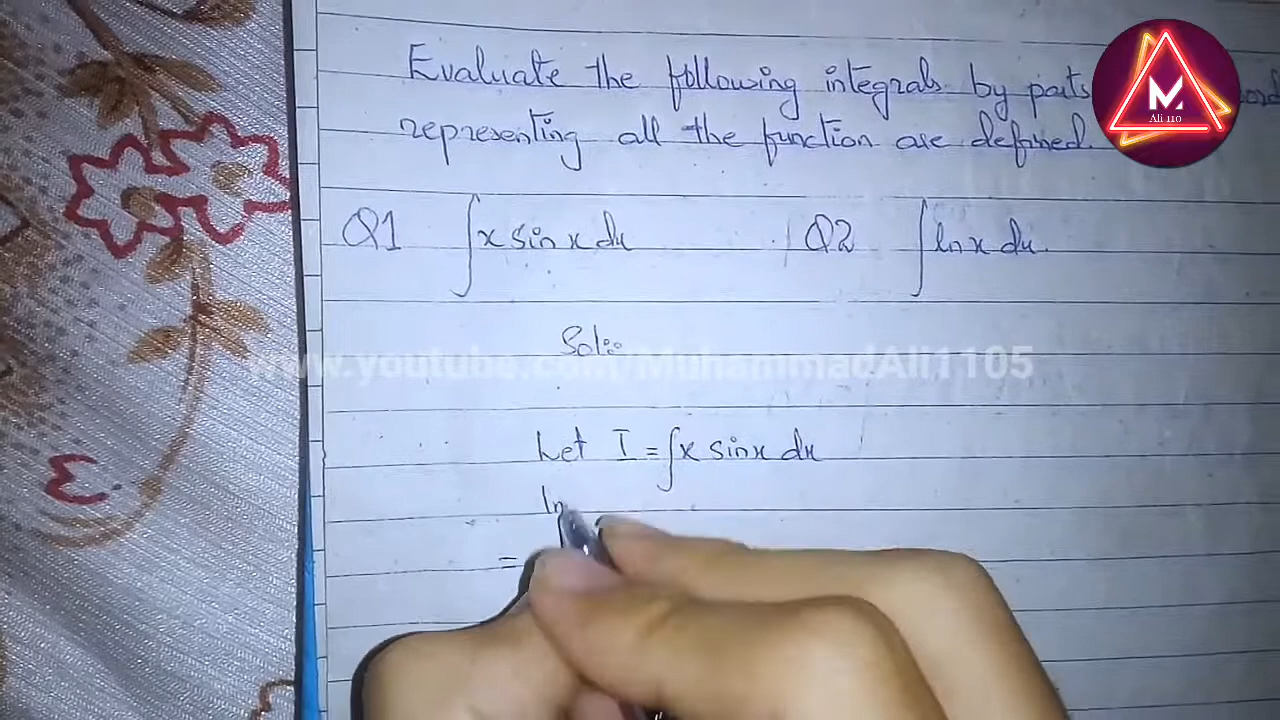 Evaluate the following integrals by parts
representing all the function are defined.
Q1 ∫x sin x dx Q2 ∫ln x dx.
Sol::
www.youtube.com/MuhammadAli1105
Let I = ∫x sin x dx
In
=
M
Ali 110